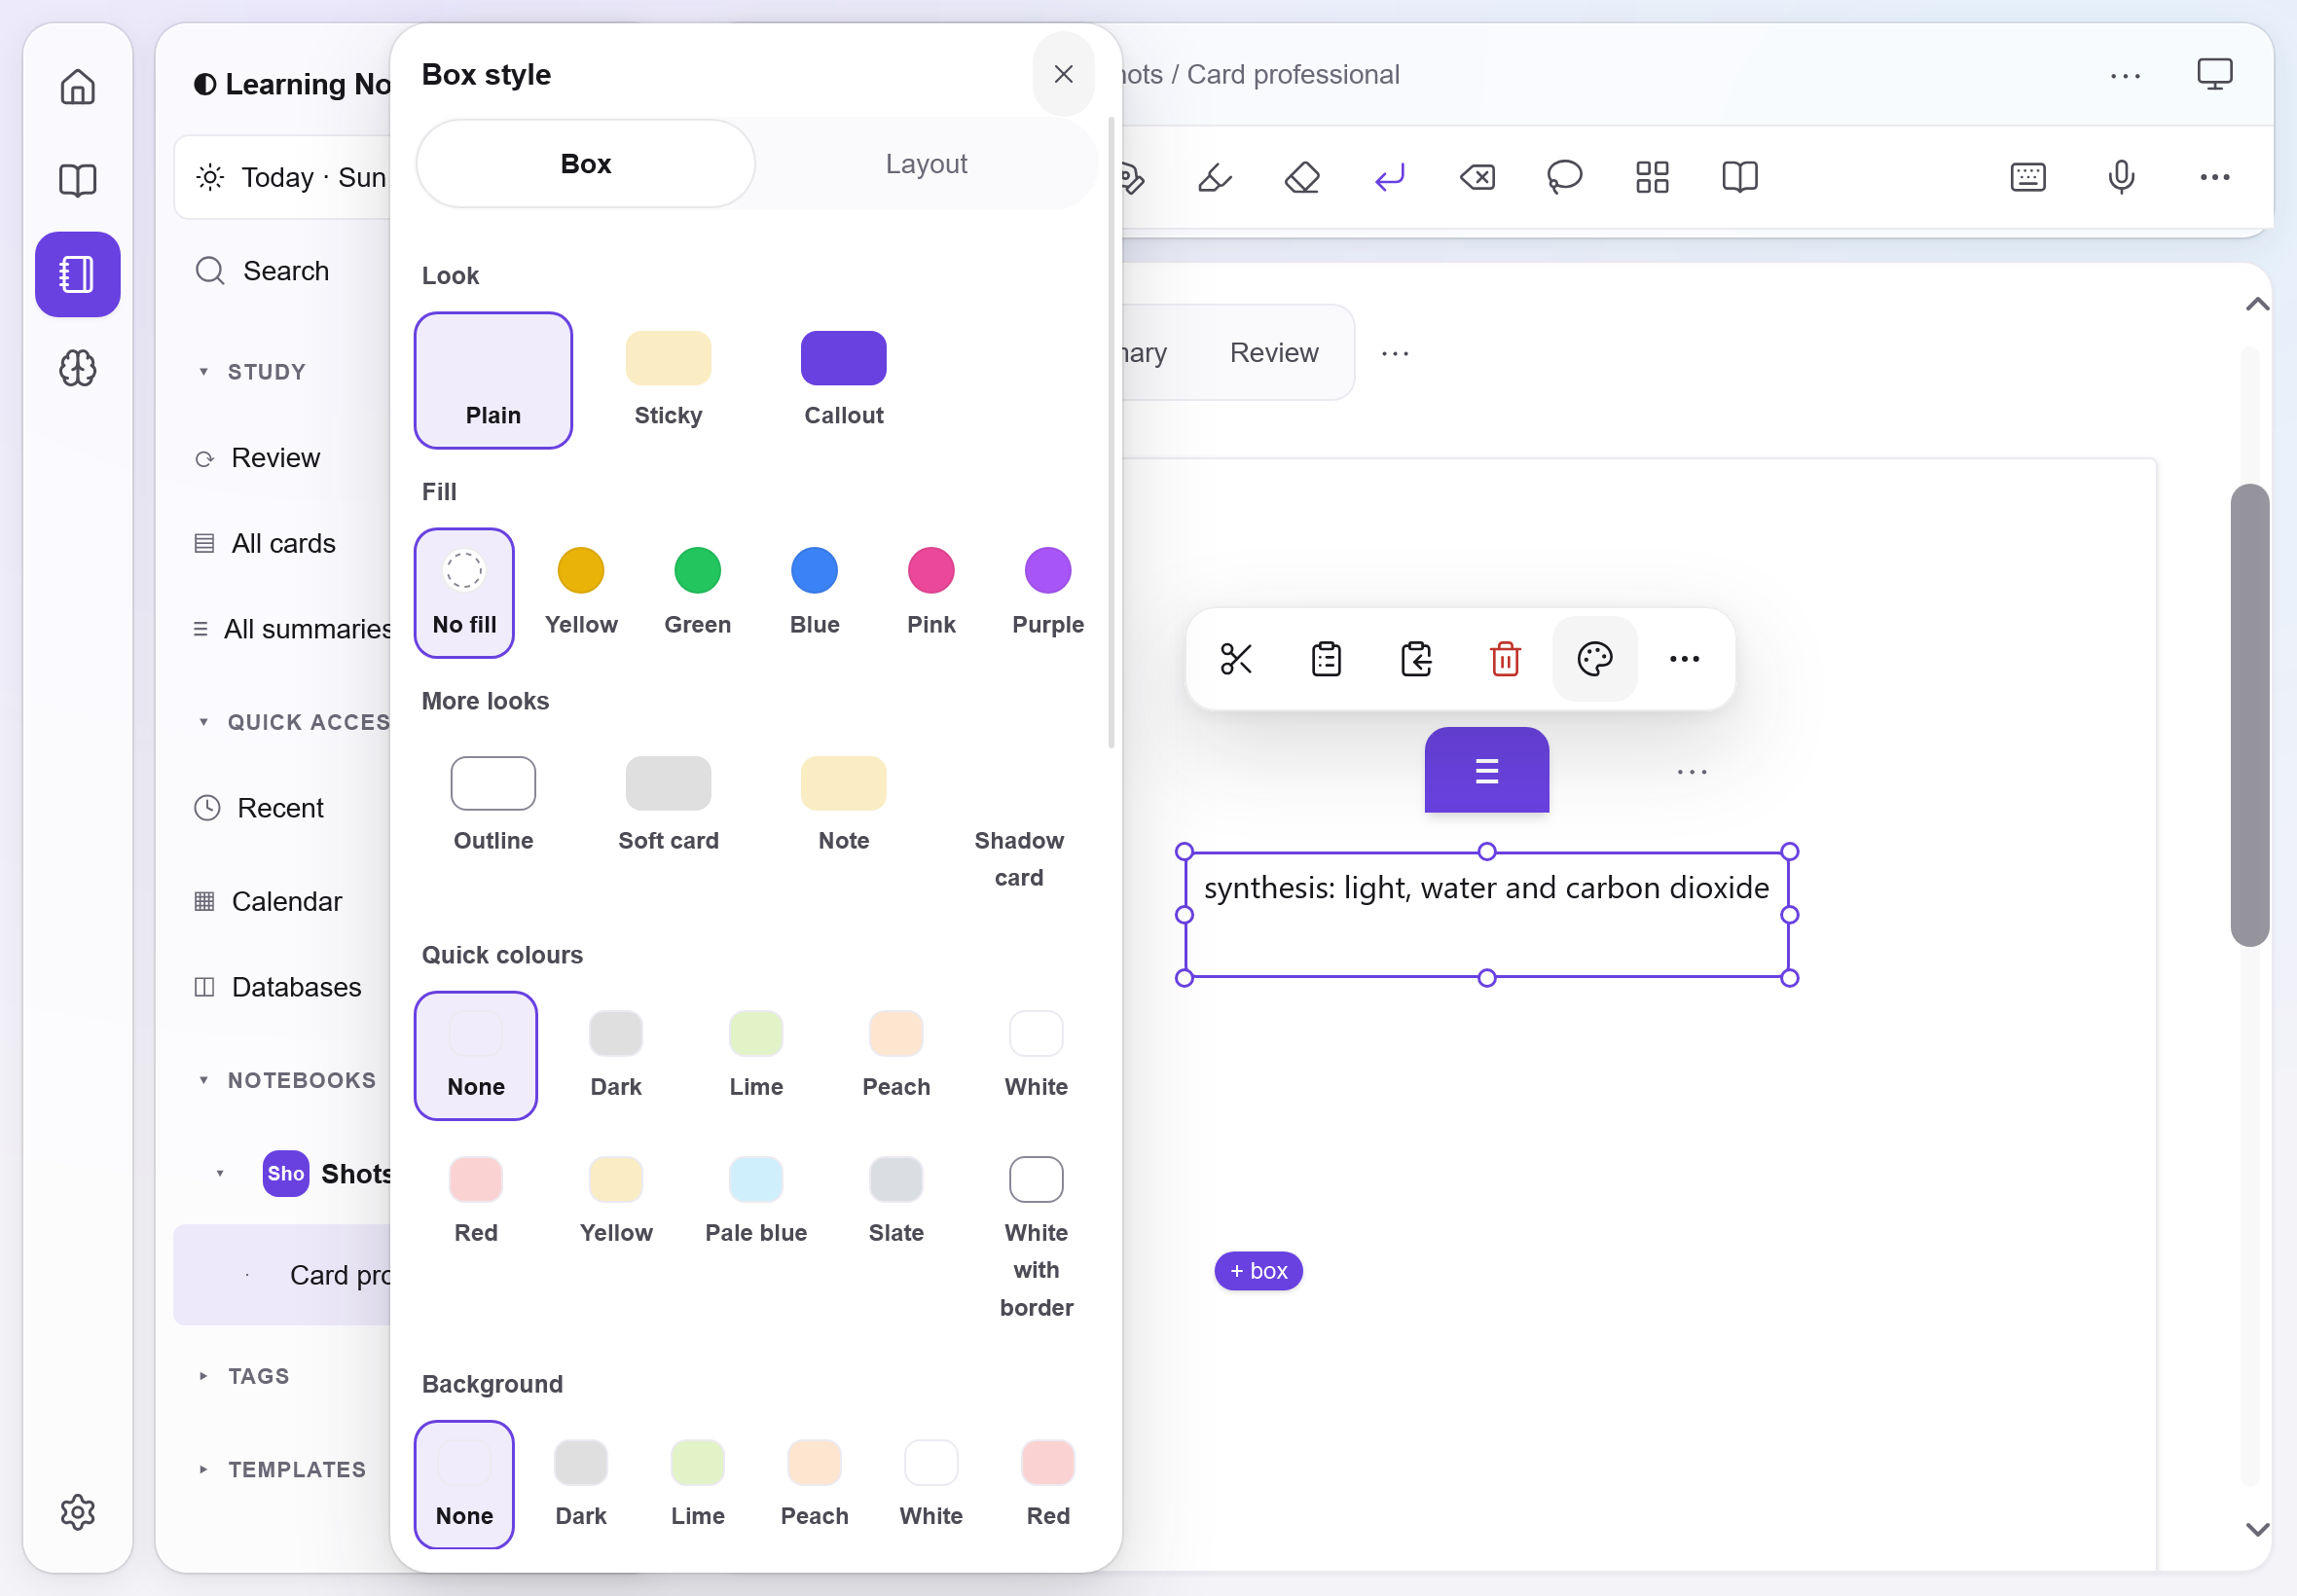 Learning No
Today · Sun
Search
STUDY
Review
All cards
All summaries
QUICK ACCES
Recent
Calendar
Databases
NOTEBOOKS
Sho Shots
Card pro
TAGS
TEMPLATES
Box style
Box Layout
Look
Plain Sticky Callout
Fill
No fill Yellow Green Blue Pink Purple
More looks
Outline Soft card Note Shadow
card
Quick colours
None Dark Lime Peach White
Red Yellow Pale blue Slate White
with
border
Background
None Dark Lime Peach White Red
hots / Card professional
nary Review
synthesis: light, water and carbon dioxide
+ box